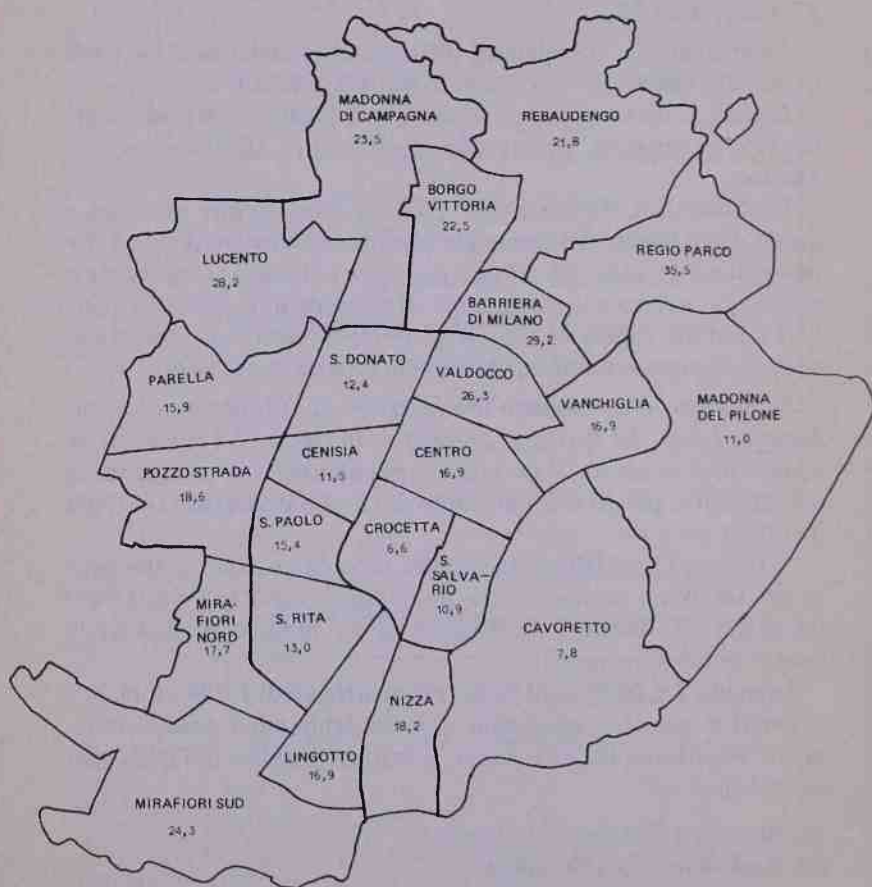 MADONNA
DI CAMPAGNA
23,5
REBAUDENGO
21,8
BORGO
VITTORIA
22,5
LUCENTO
28,2
REGIO PARCO
35,5
BARRIERA
DI MILANO
29,2
S. DONATO
12,4
VALDOCCO
26,3
PARELLA
15,9
VANCHIGLIA
16,9
MADONNA
DEL PILONE
11,0
CENISIA
11,5
CENTRO
16,9
POZZO STRADA
18,6
S. PAOLO
15,4
CROCETTA
6,6
S.
SALVA–
RIO
10,9
MIRA-
FIORI
NORD
17,7
S. RITA
13,0
CAVORETTO
7,8
NIZZA
18,2
LINGOTTO
16,9
MIRAFIORI SUD
24,3